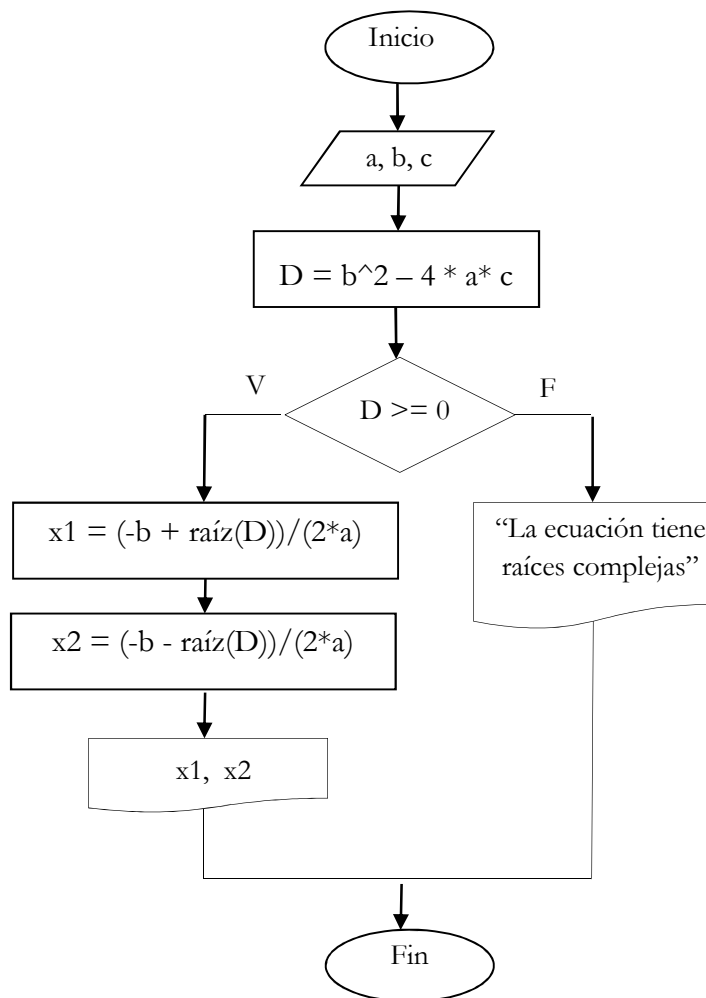 Inicio
a, b, c
D = b^2 – 4 * a* c
V
D >= 0
F
x1 = (-b + raíz(D))/(2*a)
x2 = (-b - raíz(D))/(2*a)
x1, x2
“La ecuación tiene
raíces complejas”
Fin